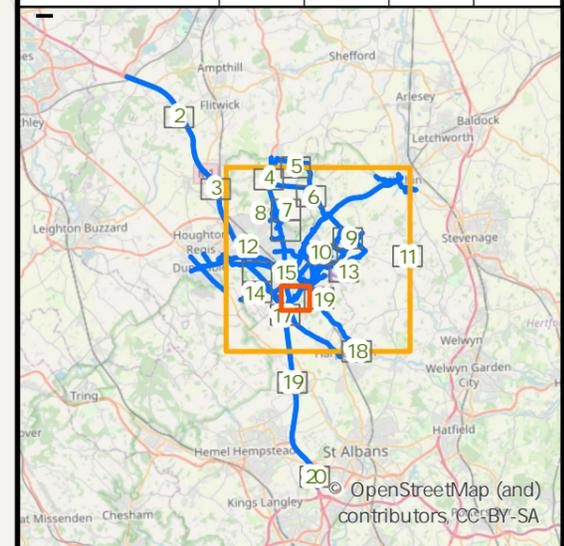 Ampthill
Shefford
Arlesey
Flitwick
Baldock
Letchworth
[2]
[3]
[4]
[5]
[6]
[7]
[8]
Leighton Buzzard
Houghton
Regis
Stevenage
[9]
[10]
[11]
[12]
[13]
[14]
[15]
[19]
[17]
[18]
Welwyn
Welwyn Garden
City
[19]
Tring
Hatfield
Hemel Hempstead
St Albans
[20]
© OpenStreetMap (and)
contributors, CC-BY-SA
Kings Langley
Chesham
at Missenden